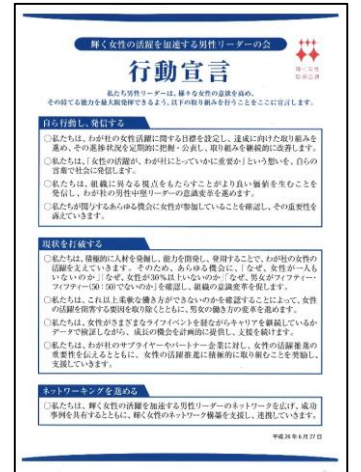 輝く女性の活躍を加速する男性リーダーの会
行動宣言
輝く女性
応援会議
私たち男性リーダーは、様々な女性の意欲を高め、
その持てる能力を最大限発揮できるよう、以下の取り組みを行うことをここに宣言します。
自ら行動し、発信する
○私たちは、わが社の女性活躍に関する目標を設定し、達成に向けた取り組みを
進め、その進捗状況を定期的に把握・公表し、取り組みを継続的に改善します。
○私たちは、「女性の活躍が、わが社にとっていかに重要か」という想いを、自らの
言葉で社会に発信します。
○私たちは、組織に異なる視点をもたらすことがより良い価値を生むことを
発信し、わが社の男性中堅リーダーの意識変革を進めます。
○私たちが関与するあらゆる機会に女性が参加していることを確認し、その重要性を
訴えていきます。
現状を打破する
○私たちは、積極的に人材を発掘し、能力を開発し、登用することで、わが社の女性の
活躍を支えていきます。そのため、あらゆる機会に、「なぜ、女性が一人も
いないのか」「なぜ、女性が30%以上いないのか」「なぜ、男女がフィフティー・
フィフティー(50:50)でないのか」を確認し、組織の意識改革を促します。
○私たちは、これ以上柔軟な働き方ができないのかを確認することによって、女性
の活躍を阻害する要因を取り除くとともに、男女の働き方の変革を進めます。
○私たちは、女性がさまざまなライフイベントを経ながらキャリアを継続しているか
データで検証しながら、成長の機会を計画的に提供し、支援を続けます。
○私たちは、わが社のサプライヤーやパートナー企業に対し、女性の活躍推進の
重要性を伝えるとともに、女性の活躍推進に積極的に取り組むことを奨励し、
支援していきます。
ネットワーキングを進める
○私たちは、輝く女性の活躍を加速する男性リーダーのネットワークを広げ、成功
事例を共有するとともに、輝く女性のネットワーク構築を支援し、連携していきます。
平成26年6月27日